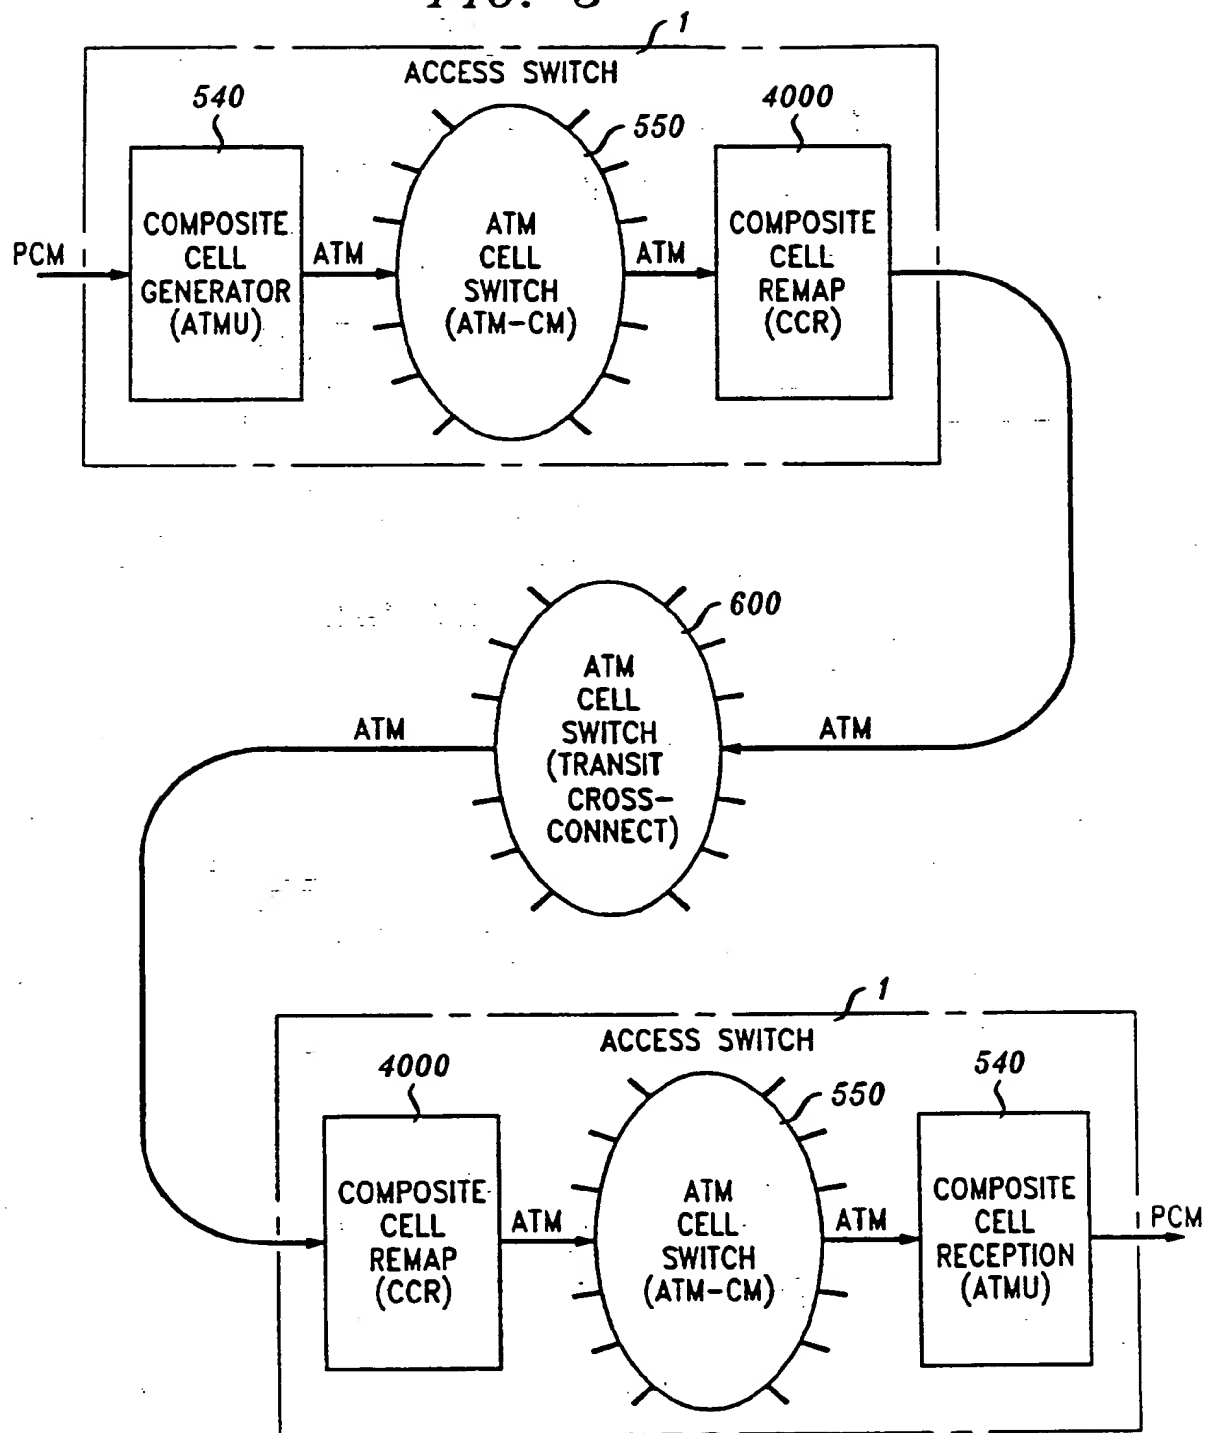 1
ACCESS SWITCH
540
550
4000
PCM
COMPOSITE
CELL
GENERATOR
(ATMU)
ATM
ATM
CELL
SWITCH
(ATM-CM)
ATM
COMPOSITE
CELL
REMAP
(CCR)
600
ATM
CELL
SWITCH
(TRANSIT
CROSS-
CONNECT)
ATM
ATM
1
ACCESS SWITCH
4000
550
540
COMPOSITE
CELL
REMAP
(CCR)
ATM
ATM
CELL
SWITCH
(ATM-CM)
ATM
COMPOSITE
CELL
RECEPTION
(ATMU)
PCM